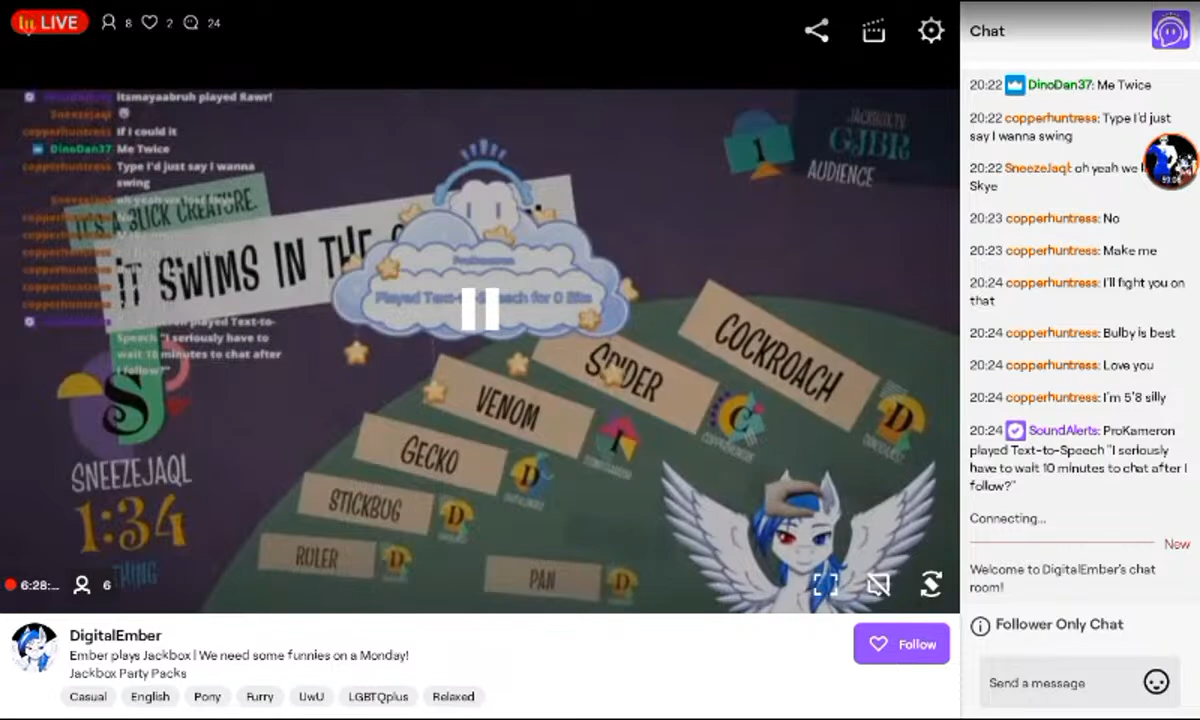 LIVE 8 2 24
Itsmayaabruh played Rawr!
Sneezejaql
copperhuntress If I could it
DinoDan37 Me Twice
copperhuntress Type I'd just say I wanna
swing
IT'S A 3LICK CREATURE.
IT SWIMS IN THE
Played Text-to-Speech for 0 Bits
played Text-to-
Speech "I seriously have to
wait 10 minutes to chat after
I follow?"
JACKBOX.TV
GJBR
AUDIENCE
1
COCKROACH
SPIDER
VENOM
GECKO
STICKBUG
RULER
PAN
S
SNEEZEJAQL
1:34
THING
6:28:...
6
DigitalEmber
Ember plays Jackbox | We need some funnies on a Monday!
Jackbox Party Packs
Casual English Pony Furry UwU LGBTQplus Relaxed
Follow
Chat
20:22 DinoDan37: Me Twice
20:22 copperhuntress: Type I'd just
say I wanna swing
20:22 SneezeJaql: oh yeah we
Skye
59:06
20:23 copperhuntress: No
20:23 copperhuntress: Make me
20:24 copperhuntress: I'll fight you on
that
20:24 copperhuntress: Bulby is best
20:24 copperhuntress: Love you
20:24 copperhuntress: I'm 5'8 silly
20:24 SoundAlerts: ProKameron
played Text-to-Speech "I seriously
have to wait 10 minutes to chat after I
follow?"
Connecting...
New
Welcome to DigitalEmber's chat
room!
Follower Only Chat
Send a message